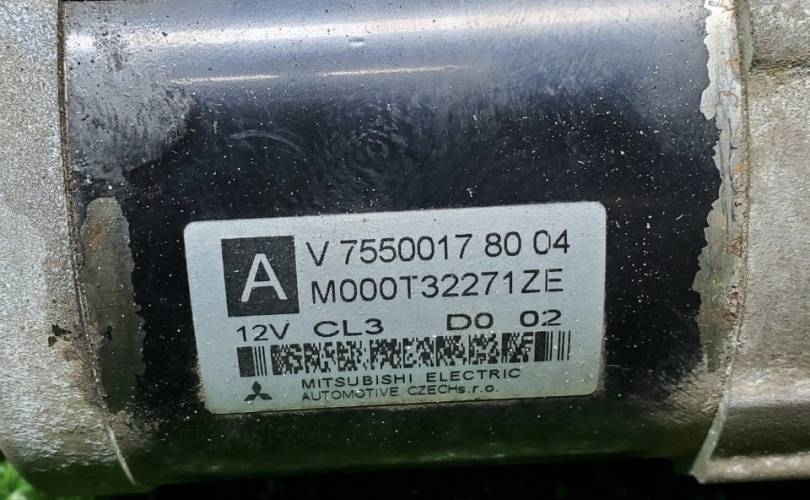 A
V 7550017 80 04
M000T32271ZE
12V CL3 D0 02
MITSUBISHI ELECTRIC
AUTOMOTIVE CZECHs.r.o.